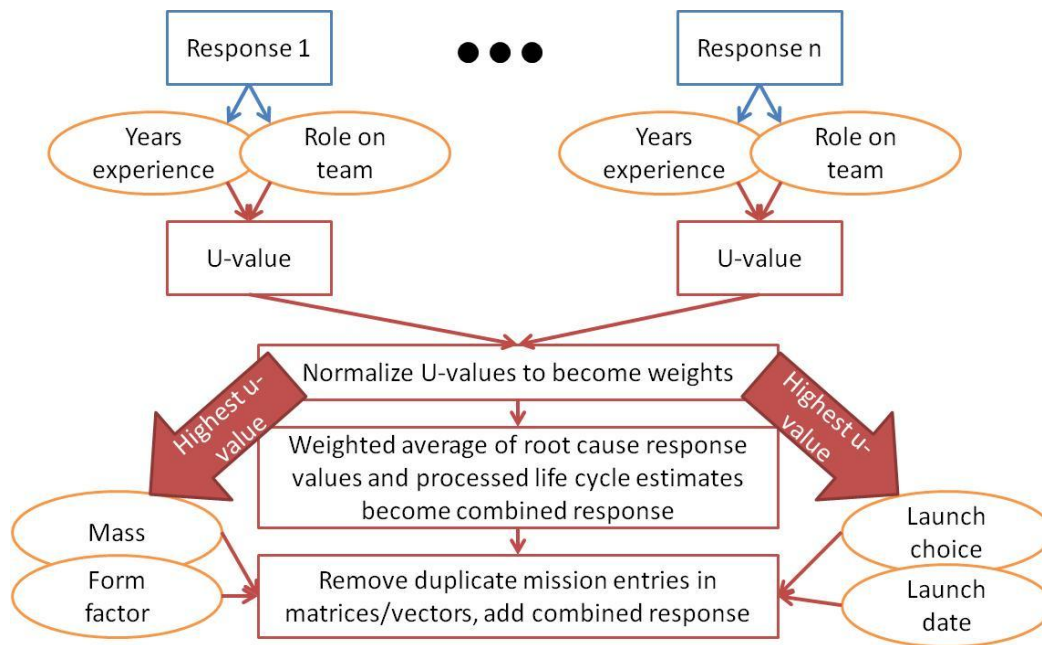 Response 1
Response n
Years
experience
Role on
team
Years
experience
Role on
team
U-value
U-value
Normalize U-values to become weights
Highest u-
value
Highest u-
value
Weighted average of root cause response
values and processed life cycle estimates
become combined response
Mass
Form
factor
Launch
choice
Launch
date
Remove duplicate mission entries in
matrices/vectors, add combined response